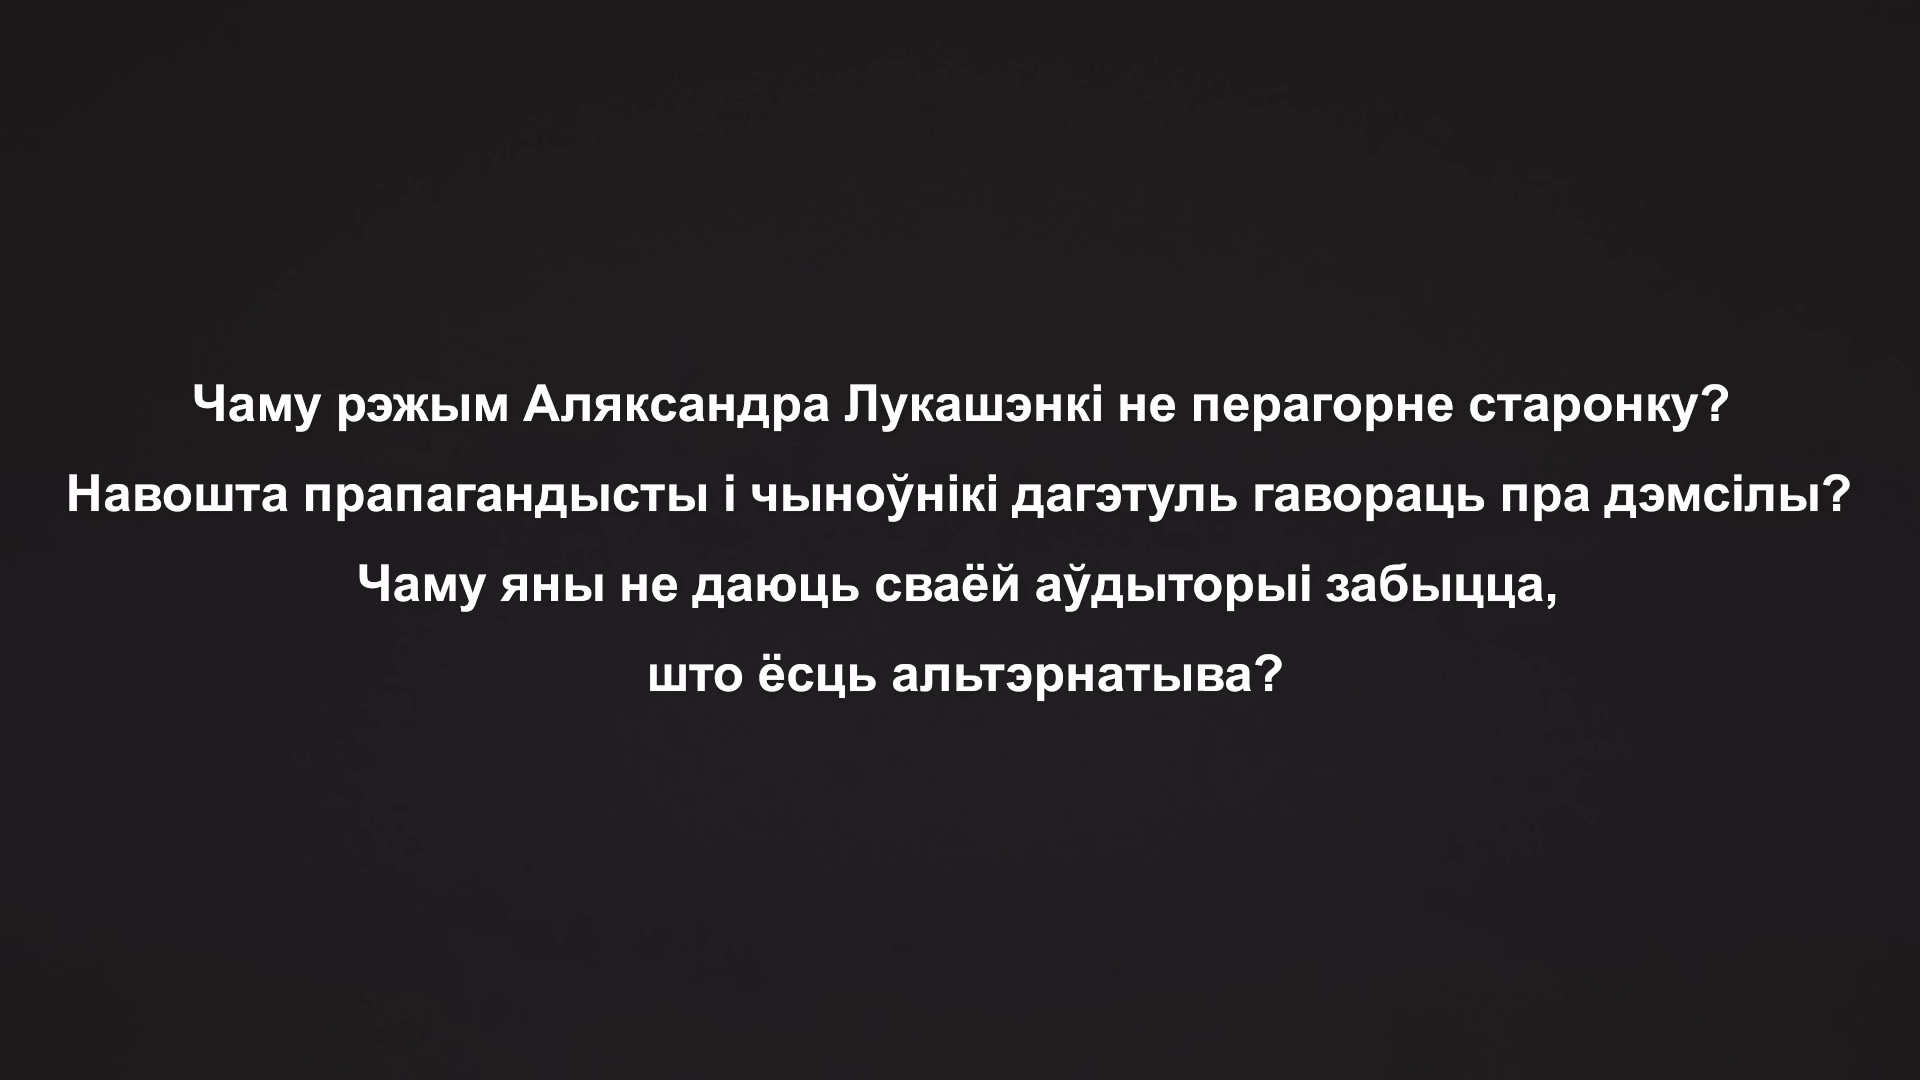 Чаму рэжым Аляксандра Лукашэнкі не перагорне старонку?
Навошта прапагандысты і чыноўнікі дагэтуль гавораць пра дэмсілы?
Чаму яны не даюць сваёй аўдыторыі забыцца,
што ёсць альтэрнатыва?